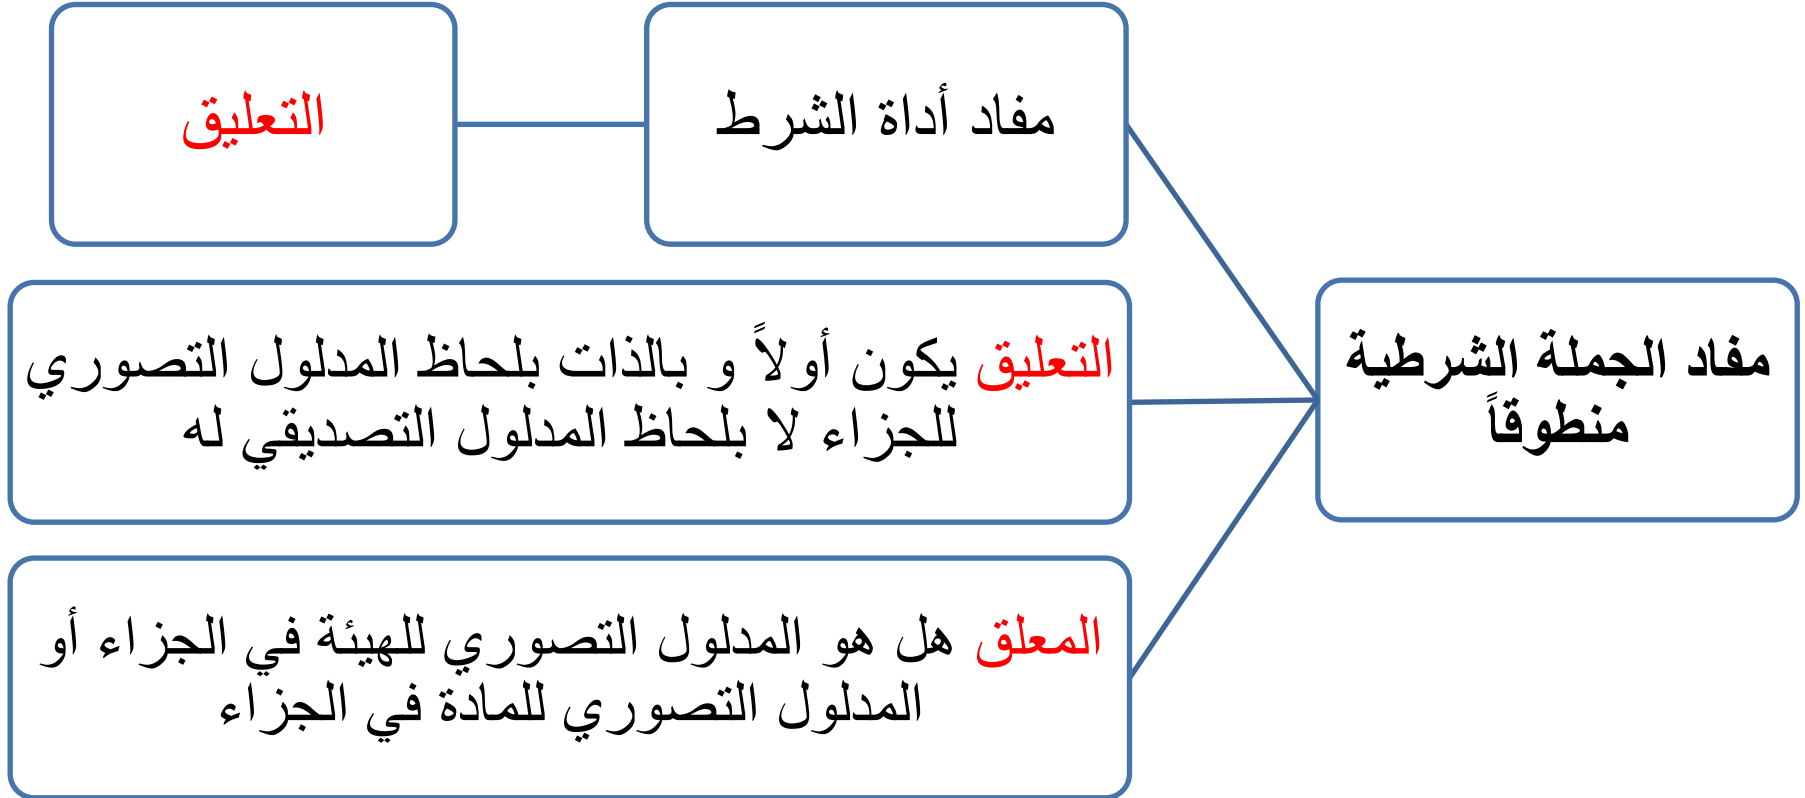 مفاد الجملة الشرطية
منطوقاً
مفاد أداة الشرط
التعليق
التعليق يكون أولاً و بالذات بلحاظ المدلول التصوري
للجزاء لا بلحاظ المدلول التصديقي له
المعلق هل هو المدلول التصوري للهيئة في الجزاء أو
المدلول التصوري للمادة في الجزاء